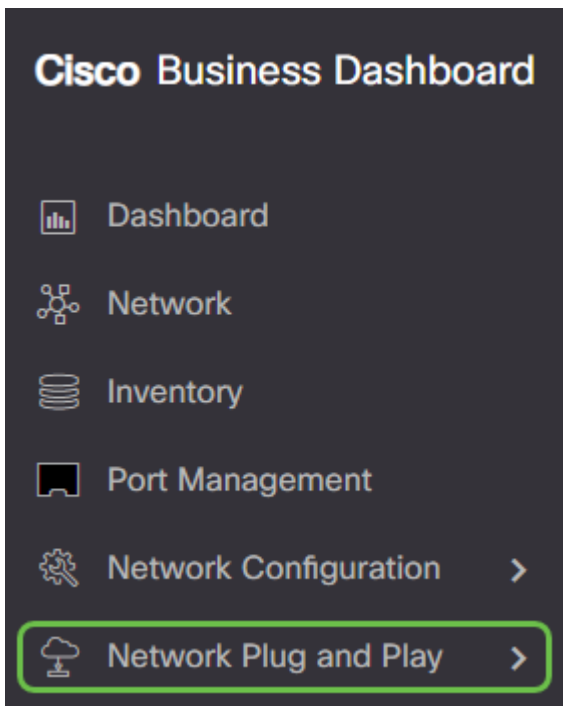 Cisco Business Dashboard
Dashboard
Network
Inventory
Port Management
Network Configuration
Network Plug and Play